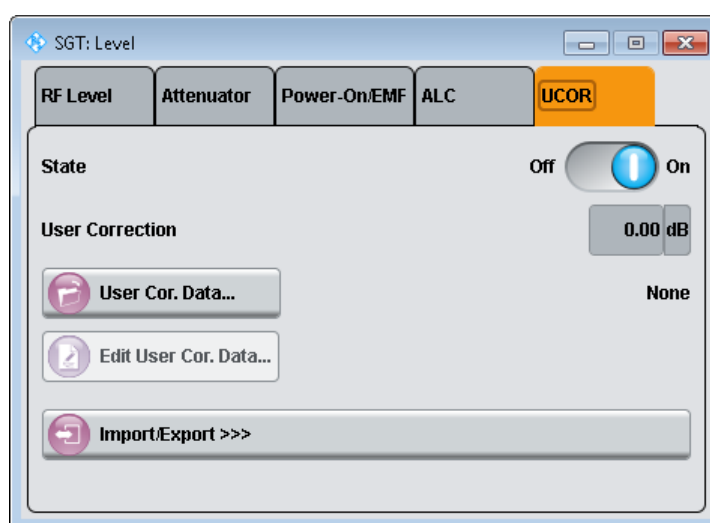 SGT: Level
RF Level Attenuator Power-On/EMF ALC UCOR
State Off On
User Correction 0.00 dB
User Cor. Data... None
Edit User Cor. Data...
Import/Export >>>